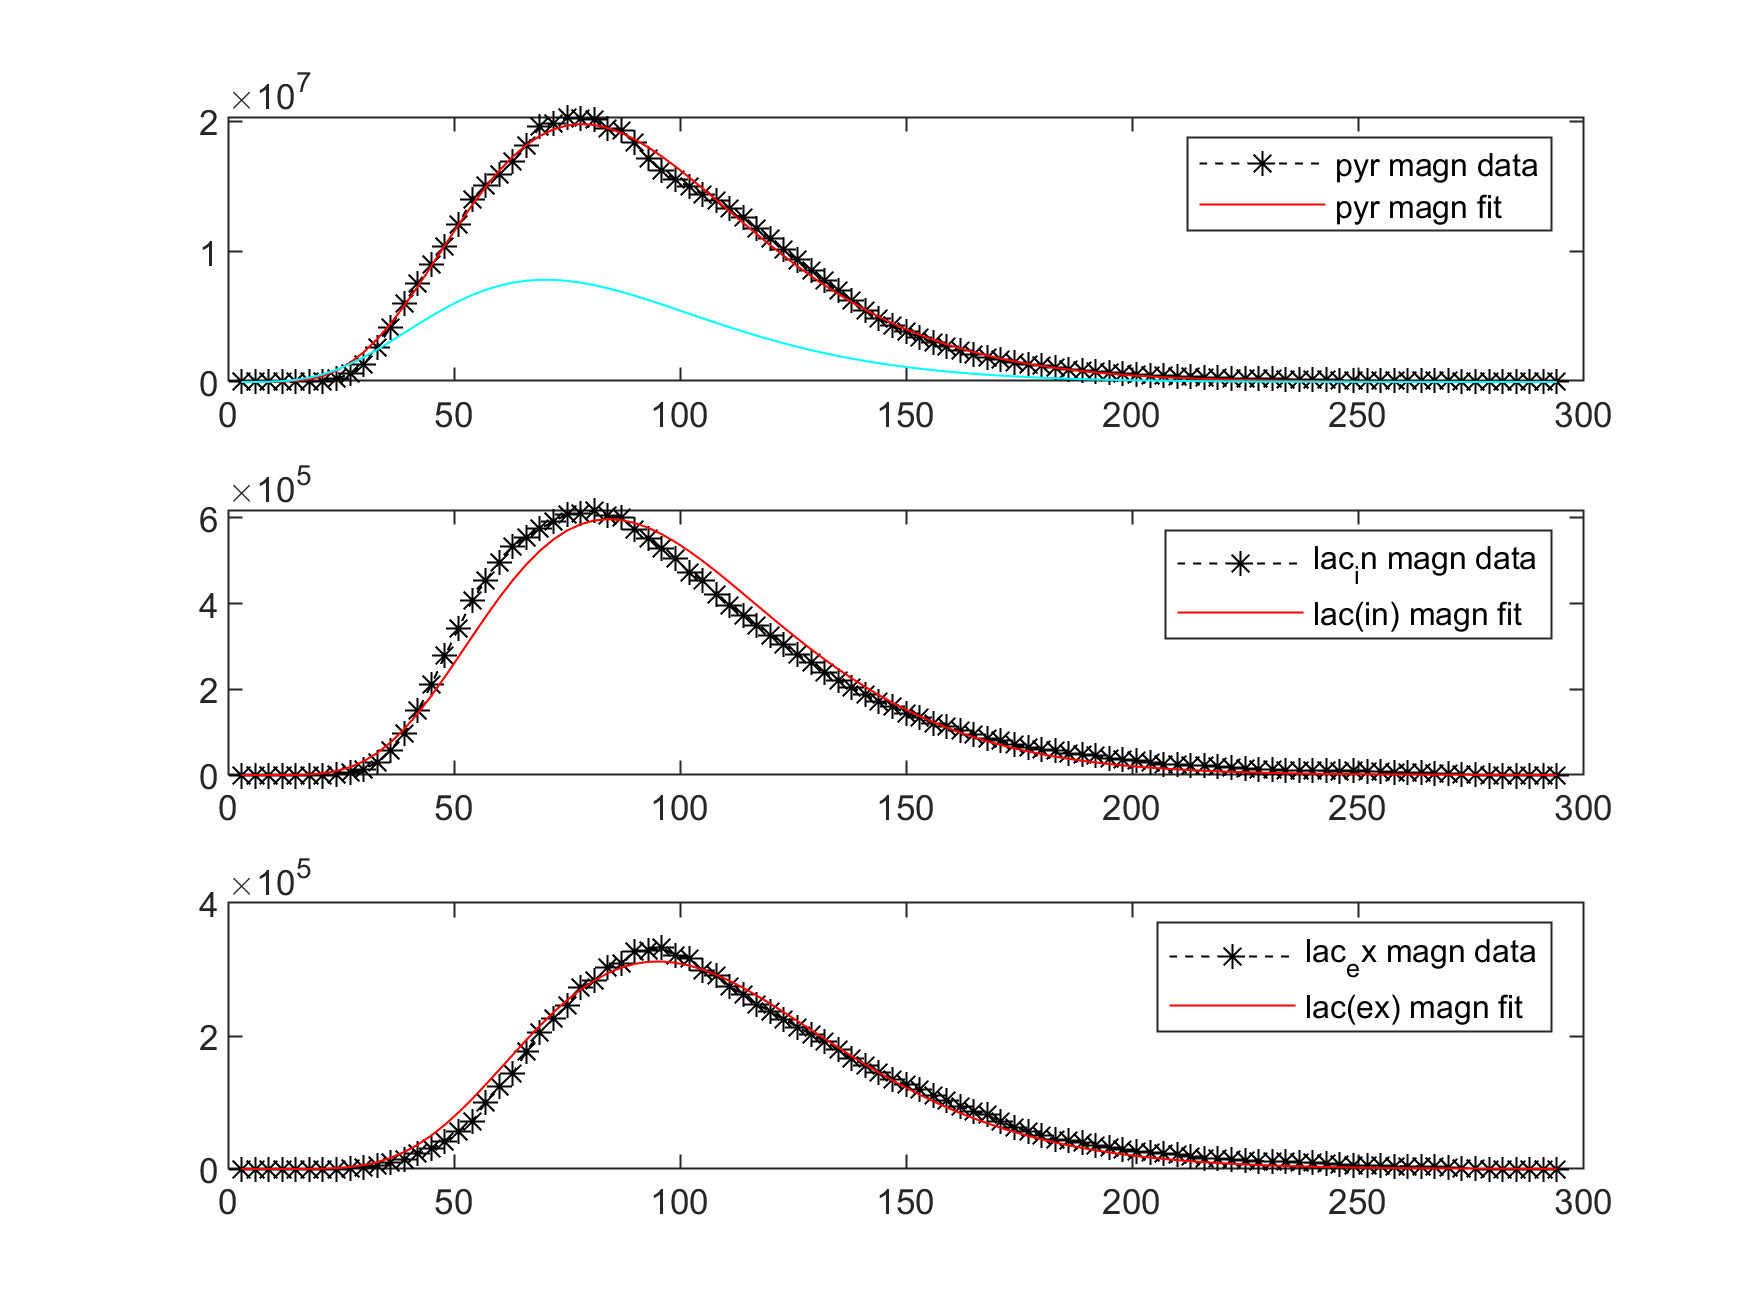 ×10^7
2
1
0
pyr magn data
pyr magn fit
0 50 100 150 200 250 300
×10^5
6
4
2
0
lac_in magn data
lac(in) magn fit
0 50 100 150 200 250 300
×10^5
4
2
0
lac_ex magn data
lac(ex) magn fit
0 50 100 150 200 250 300